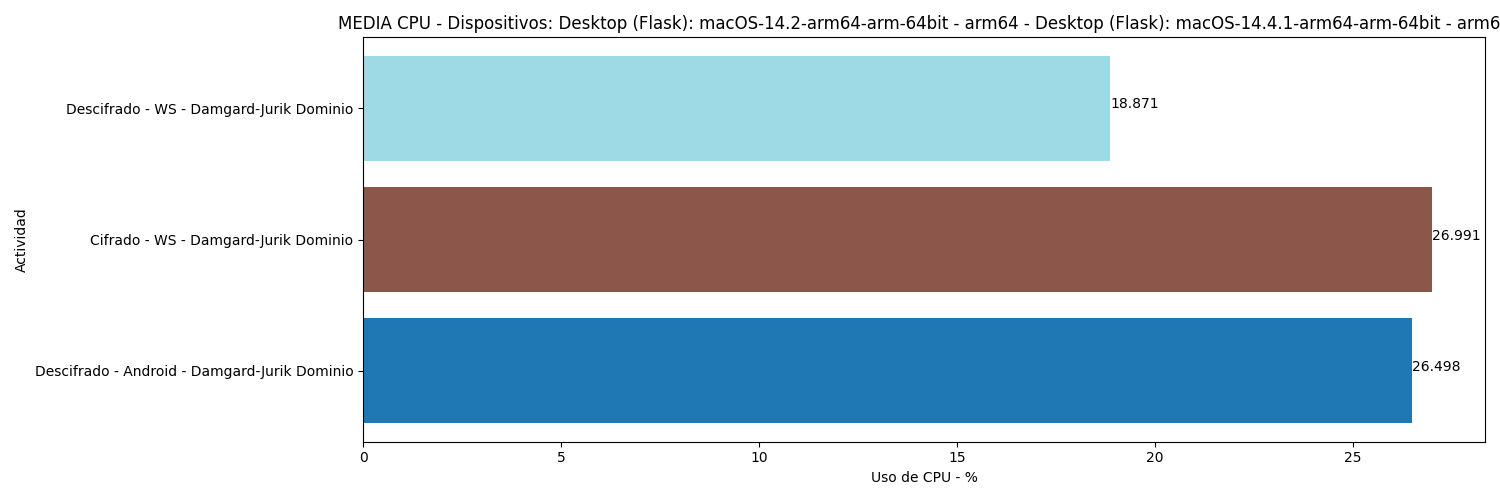 MEDIA CPU - Dispositivos: Desktop (Flask): macOS-14.2-arm64-arm-64bit - arm64 - Desktop (Flask): macOS-14.4.1-arm64-arm-64bit - arm6
Descifrado - WS - Damgard-Jurik Dominio
18.871
Cifrado - WS - Damgard-Jurik Dominio
26.991
Descifrado - Android - Damgard-Jurik Dominio
26.498
Actividad
0 5 10 15 20 25
Uso de CPU - %